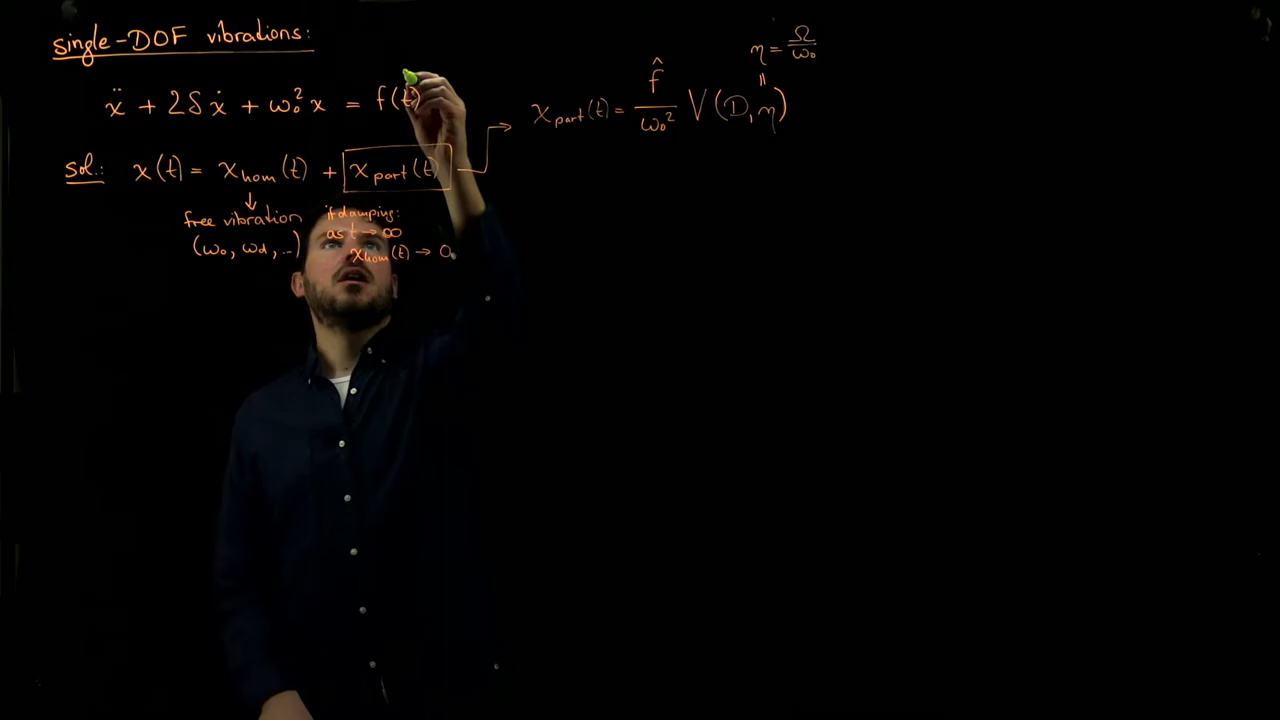 single-DOF vibrations:
ẍ + 2δẋ + ω₀²x = f(t)
sol.: x(t) = x_hom(t) + x_part(t)
free vibration
(ω₀, ω_d, ...)
if damping:
as t → ∞
x_hom(t) → 0
η = Ω/ω₀
x_part(t) = f̂/ω₀² V(D, η)